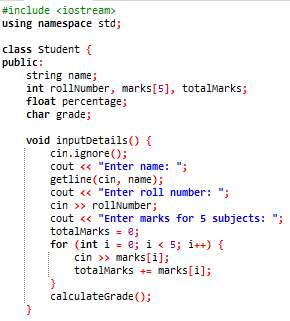 #include <iostream>
using namespace std;

class Student {
public:
    string name;
    int rollNumber, marks[5], totalMarks;
    float percentage;
    char grade;

    void inputDetails() {
        cin.ignore();
        cout << "Enter name: ";
        getline(cin, name);
        cout << "Enter roll number: ";
        cin >> rollNumber;
        cout << "Enter marks for 5 subjects: ";
        totalMarks = 0;
        for (int i = 0; i < 5; i++) {
            cin >> marks[i];
            totalMarks += marks[i];
        }
        calculateGrade();
    }